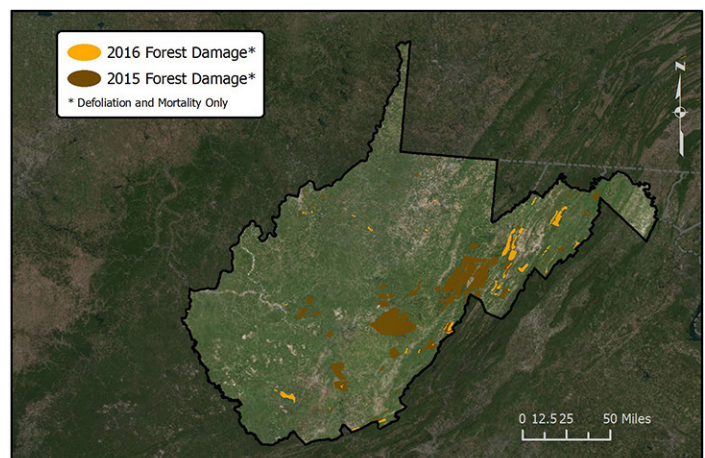 2016 Forest Damage*
2015 Forest Damage*
* Defoliation and Mortality Only
N
0 12.5 25 50 Miles